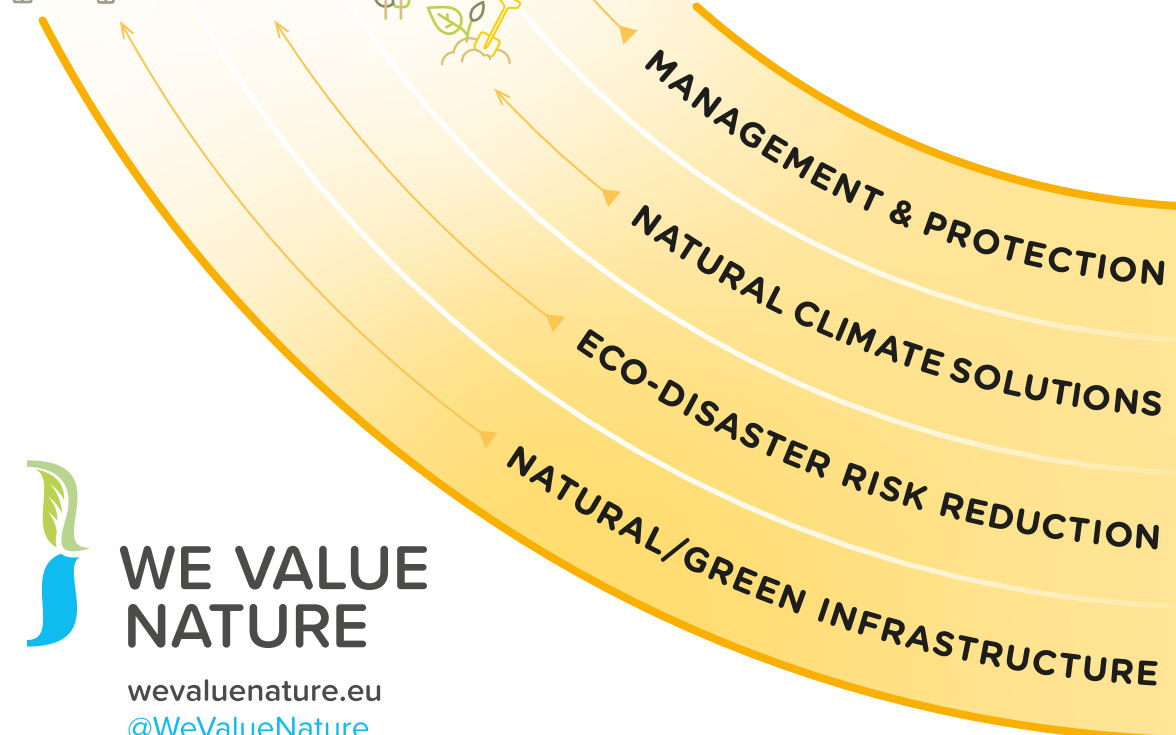 MANAGEMENT & PROTECTION
NATURAL CLIMATE SOLUTIONS
ECO-DISASTER RISK REDUCTION
NATURAL/GREEN INFRASTRUCTURE
WE VALUE
NATURE
wevaluenature.eu
@WeValueNature